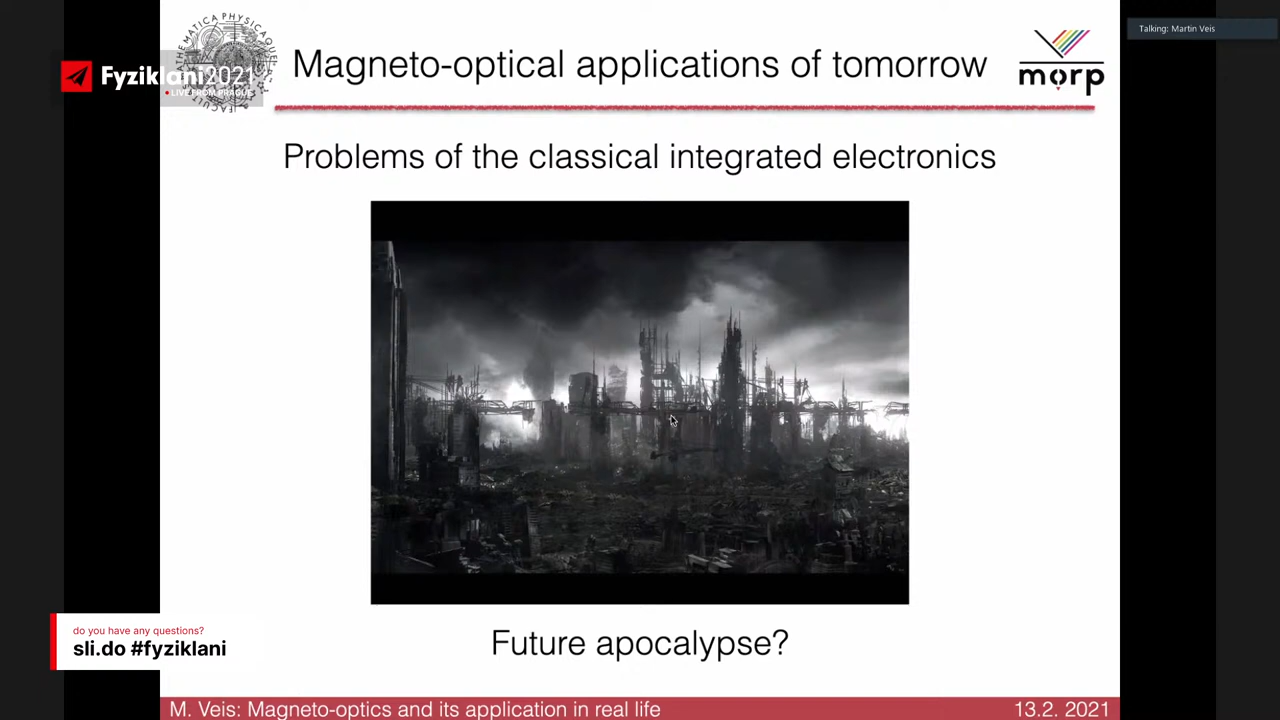 Talking: Martin Veis
Magneto-optical applications of tomorrow
morp
Fyziklani2021
LIVE FROM PRAGUE
Problems of the classical integrated electronics
do you have any questions?
sli.do #fyziklani
Future apocalypse?
M. Veis: Magneto-optics and its application in real life
13.2. 2021